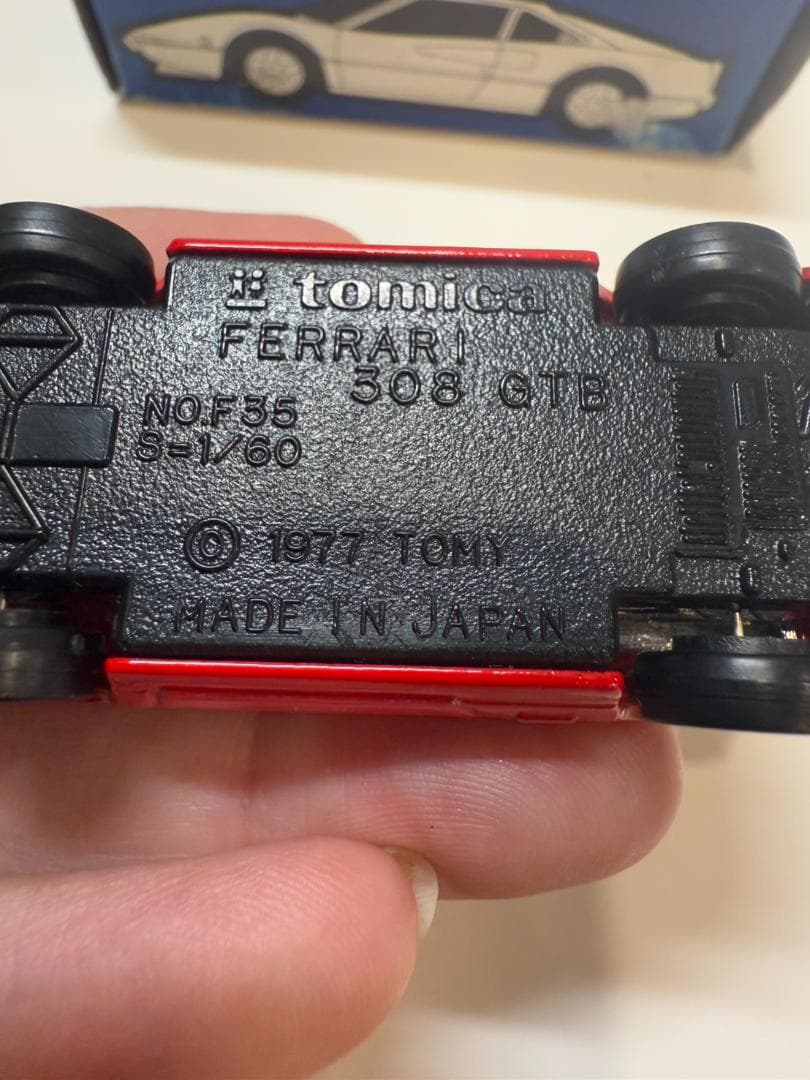 tomica
FERRARI
308 GTB
NO.F35
S=1/60
© 1977 TOMY
MADE IN JAPAN